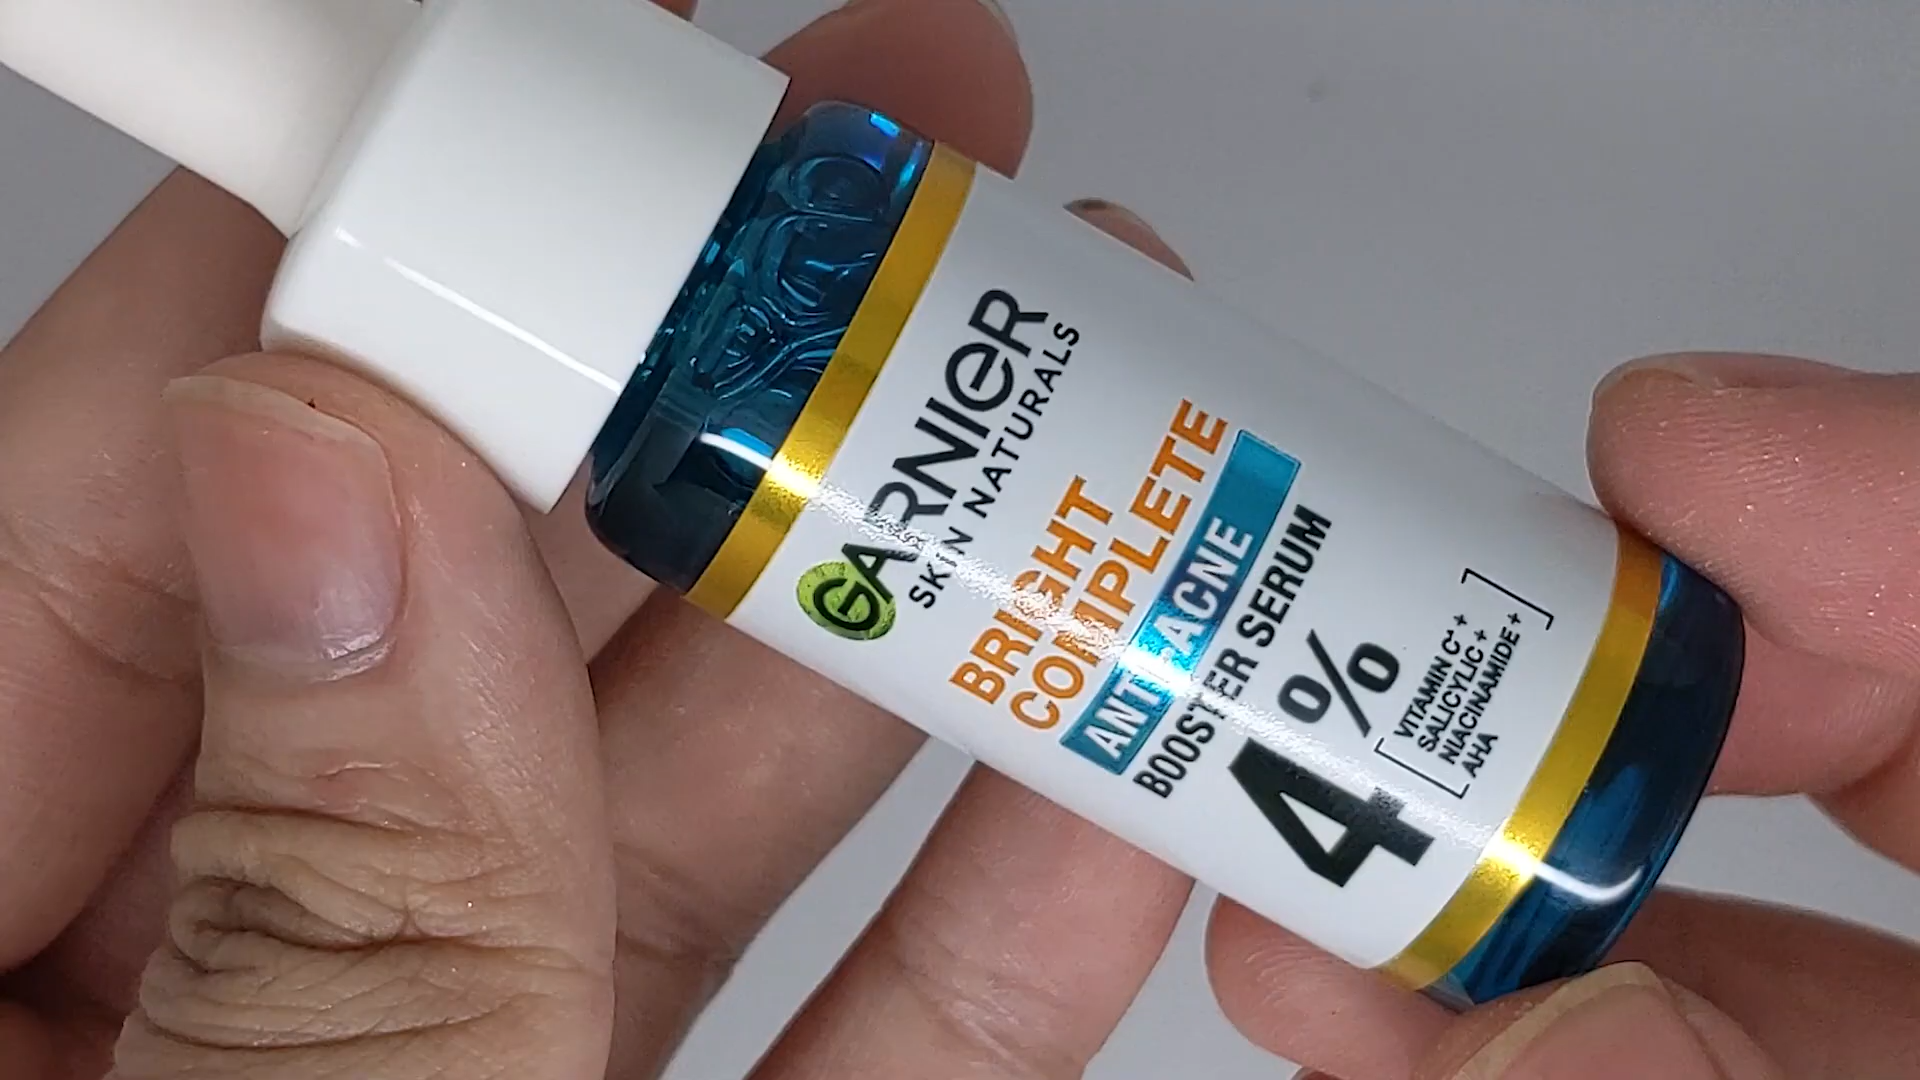 GARNIER
SKIN NATURALS
BRIGHT
COMPLETE
ANTI-ACNE
BOOSTER SERUM
4%
[VITAMIN C* +
SALICYLIC +
NIACINAMIDE +
AHA]